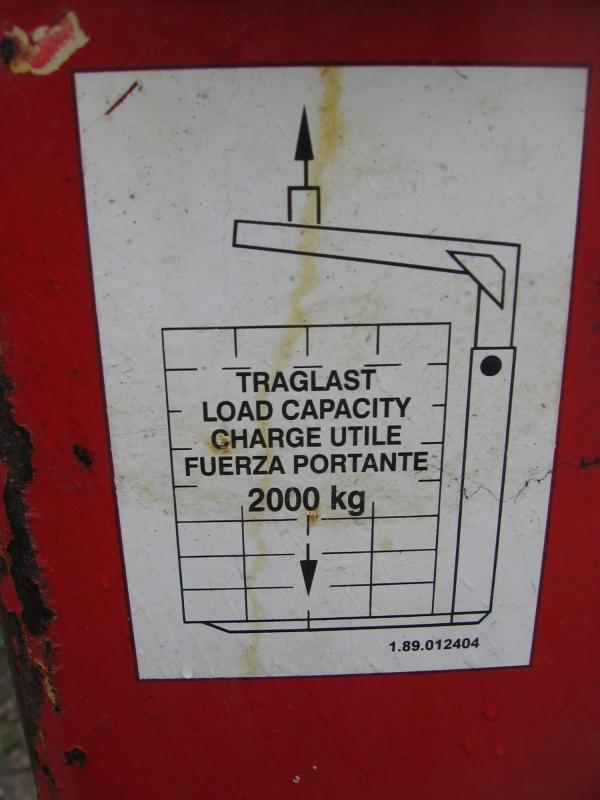 TRAGLAST
LOAD CAPACITY
CHARGE UTILE
FUERZA PORTANTE
2000 kg
1.89.012404